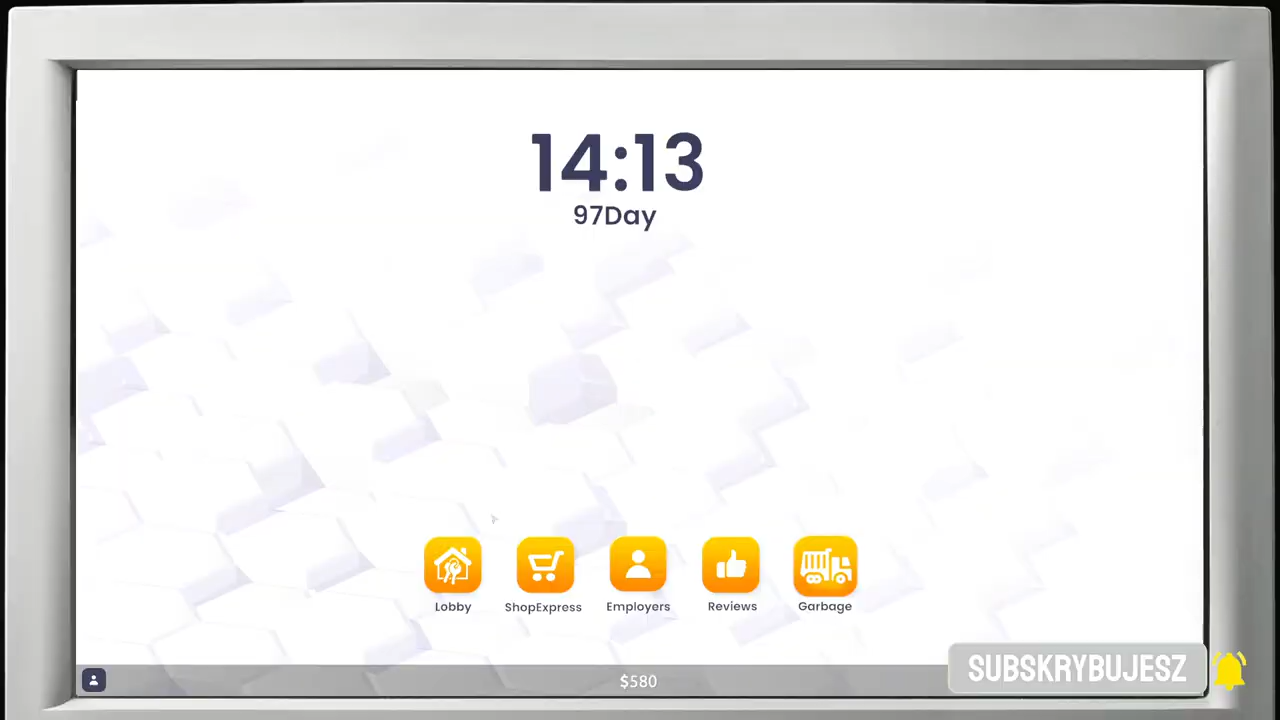 14:13
97Day
Lobby
ShopExpress
Employers
Reviews
Garbage
$580
SUBSKRYBUJESZ